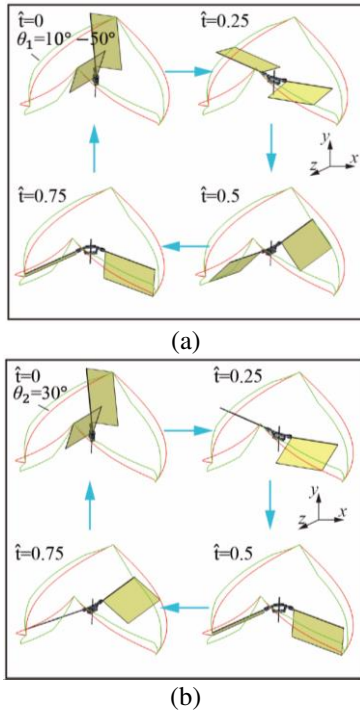 t̂=0
θ₁=10° −50°
t̂=0.25
y
z
x
t̂=0.75
t̂=0.5
(a)
t̂=0
θ₂=30°
t̂=0.25
y
z
x
t̂=0.75
t̂=0.5
(b)